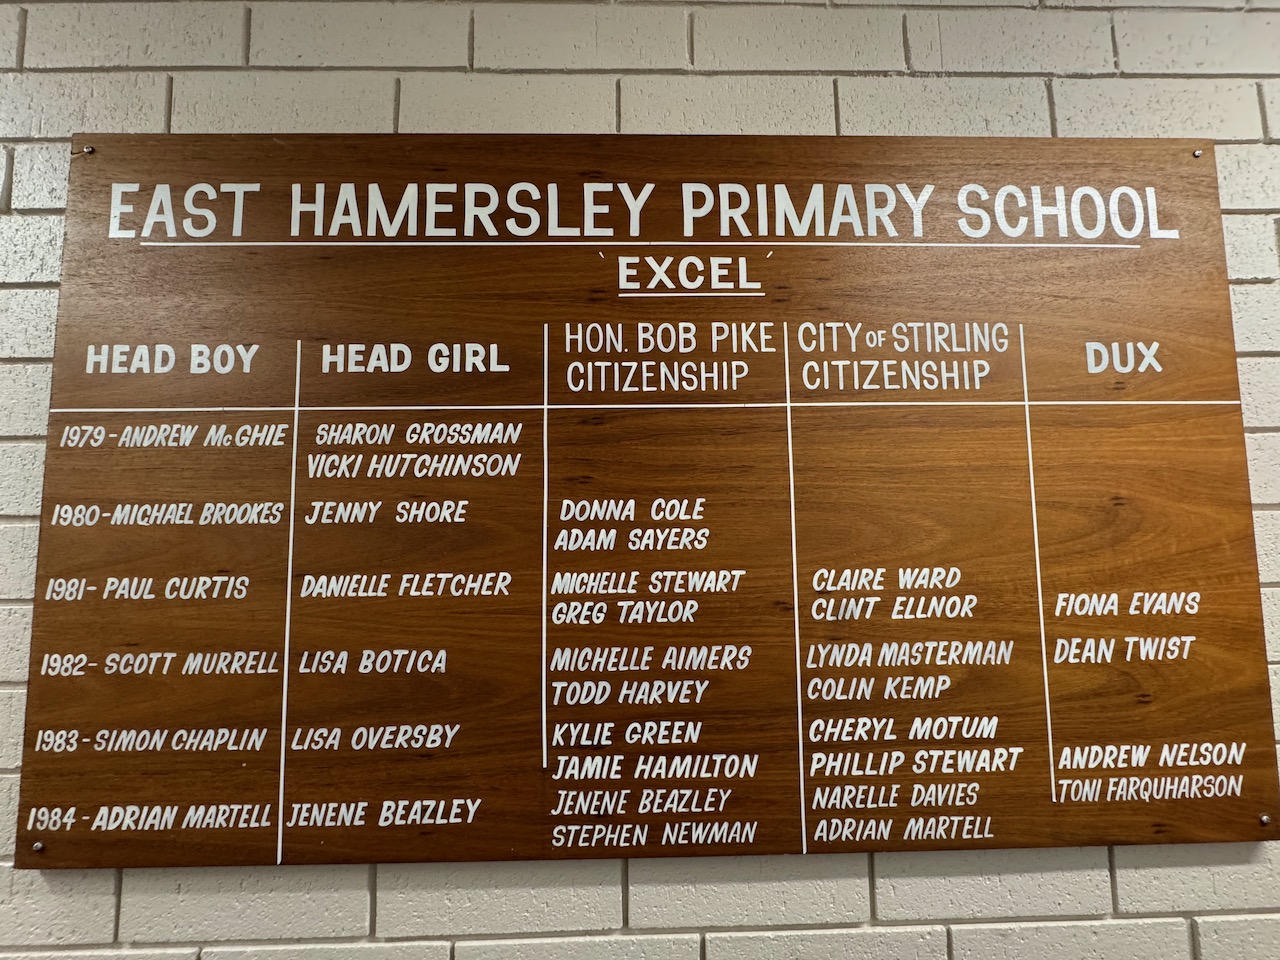 EAST HAMERSLEY PRIMARY SCHOOL
'EXCEL'
HEAD BOY HEAD GIRL HON. BOB PIKE CITIZENSHIP CITY OF STIRLING CITIZENSHIP DUX
1979-ANDREW McGHIE SHARON GROSSMAN
VICKI HUTCHINSON
1980-MICHAEL BROOKES JENNY SHORE DONNA COLE
ADAM SAYERS
1981-PAUL CURTIS DANIELLE FLETCHER MICHELLE STEWART CLAIRE WARD
GREG TAYLOR CLINT ELLNOR FIONA EVANS
1982-SCOTT MURRELL LISA BOTICA MICHELLE AIMERS LYNDA MASTERMAN DEAN TWIST
TODD HARVEY COLIN KEMP
1983-SIMON CHAPLIN LISA OVERSBY KYLIE GREEN CHERYL MOTUM
JAMIE HAMILTON PHILLIP STEWART ANDREW NELSON
1984-ADRIAN MARTELL JENENE BEAZLEY JENENE BEAZLEY NARELLE DAVIES TONI FARQUHARSON
STEPHEN NEWMAN ADRIAN MARTELL